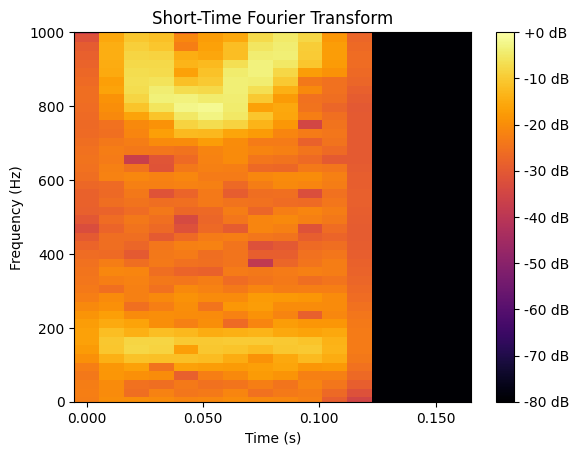 Short-Time Fourier Transform
1000
800
600
400
200
0
Frequency (Hz)
0.000
0.050
0.100
0.150
Time (s)
+0 dB
-10 dB
-20 dB
-30 dB
-40 dB
-50 dB
-60 dB
-70 dB
-80 dB